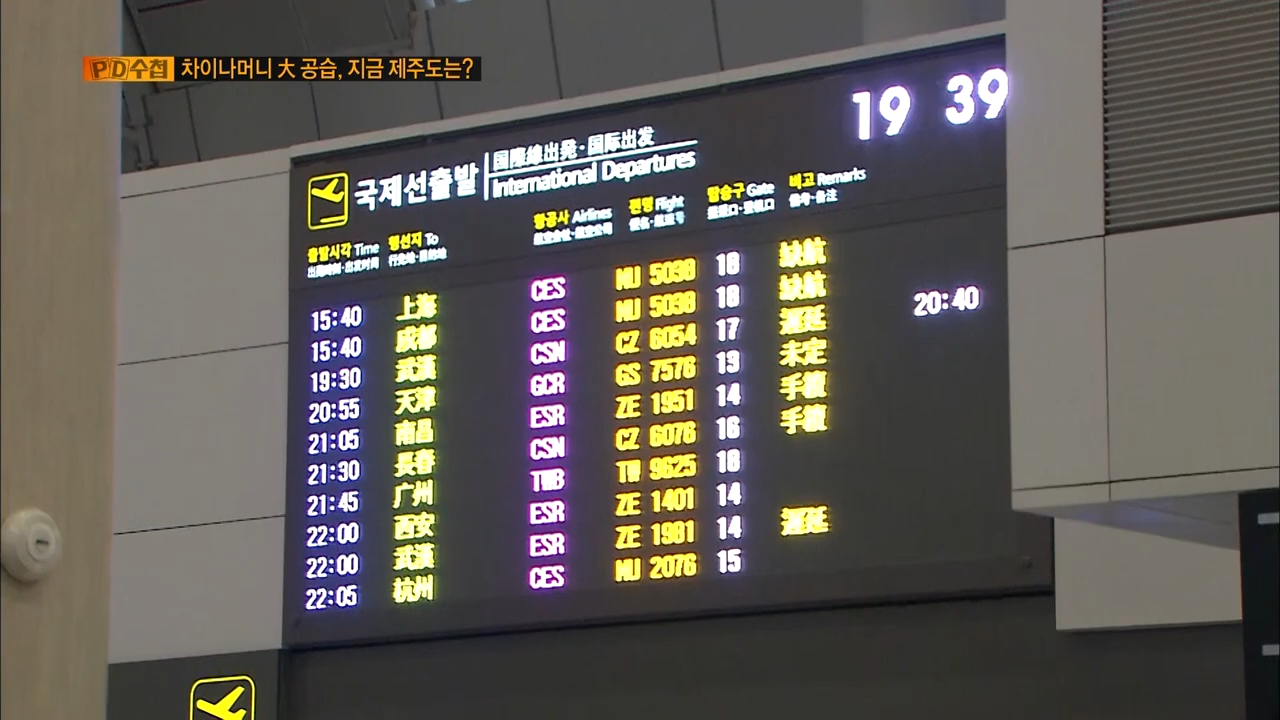 PD수첩 차이나머니 大 공습, 지금 제주도는?
19 39
국제선출발 国際線出発·国际出发
International Departures
출발시각 Time 행선지 To 항공사 Airlines 편명 Flight 탑승구 Gate 비고 Remarks
15:40 上海 CES MU 5098 18 缺航
15:40 成都 CES MU 5098 18 缺航
19:30 武漢 CSN CZ 6054 17 遲延 20:40
20:55 天津 GCR GS 7576 13 未定
21:05 南昌 ESR ZE 1951 14 手續
21:30 長春 CSN CZ 6076 16 手續
21:45 广州 TWB TW 9625 18
22:00 西安 ESR ZE 1401 14
22:00 武漢 ESR ZE 1981 14 遲延
22:05 杭州 CES MU 2076 15